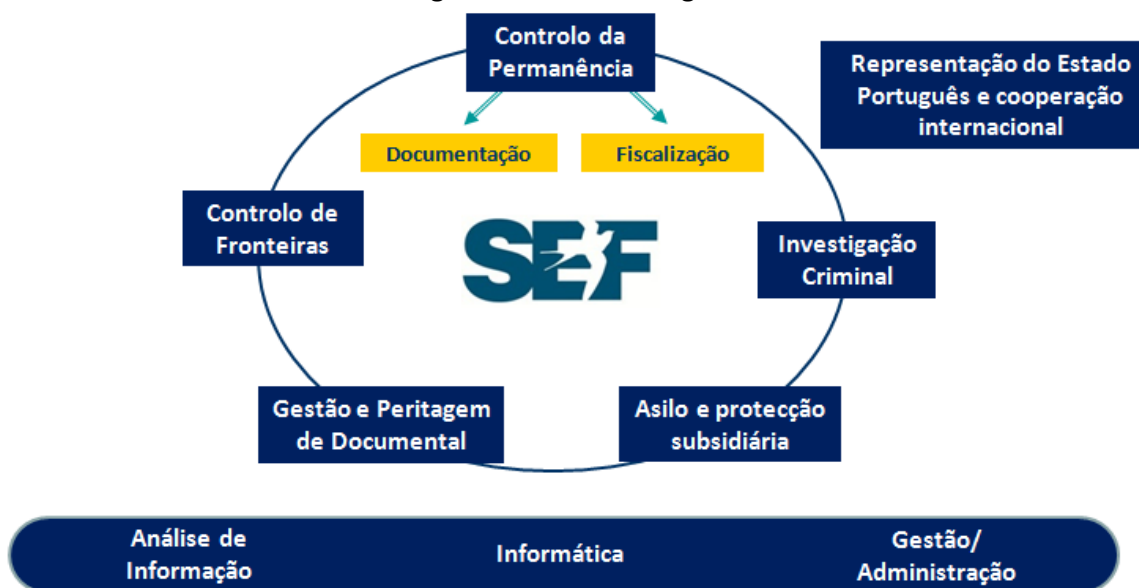 Controlo da
Permanência
Representação do Estado
Português e cooperação
internacional
Documentação
Fiscalização
Controlo de
Fronteiras
SEF
Investigação
Criminal
Gestão e Peritagem
de Documental
Asilo e protecção
subsidiária
Análise de
Informação
Informática
Gestão/
Administração